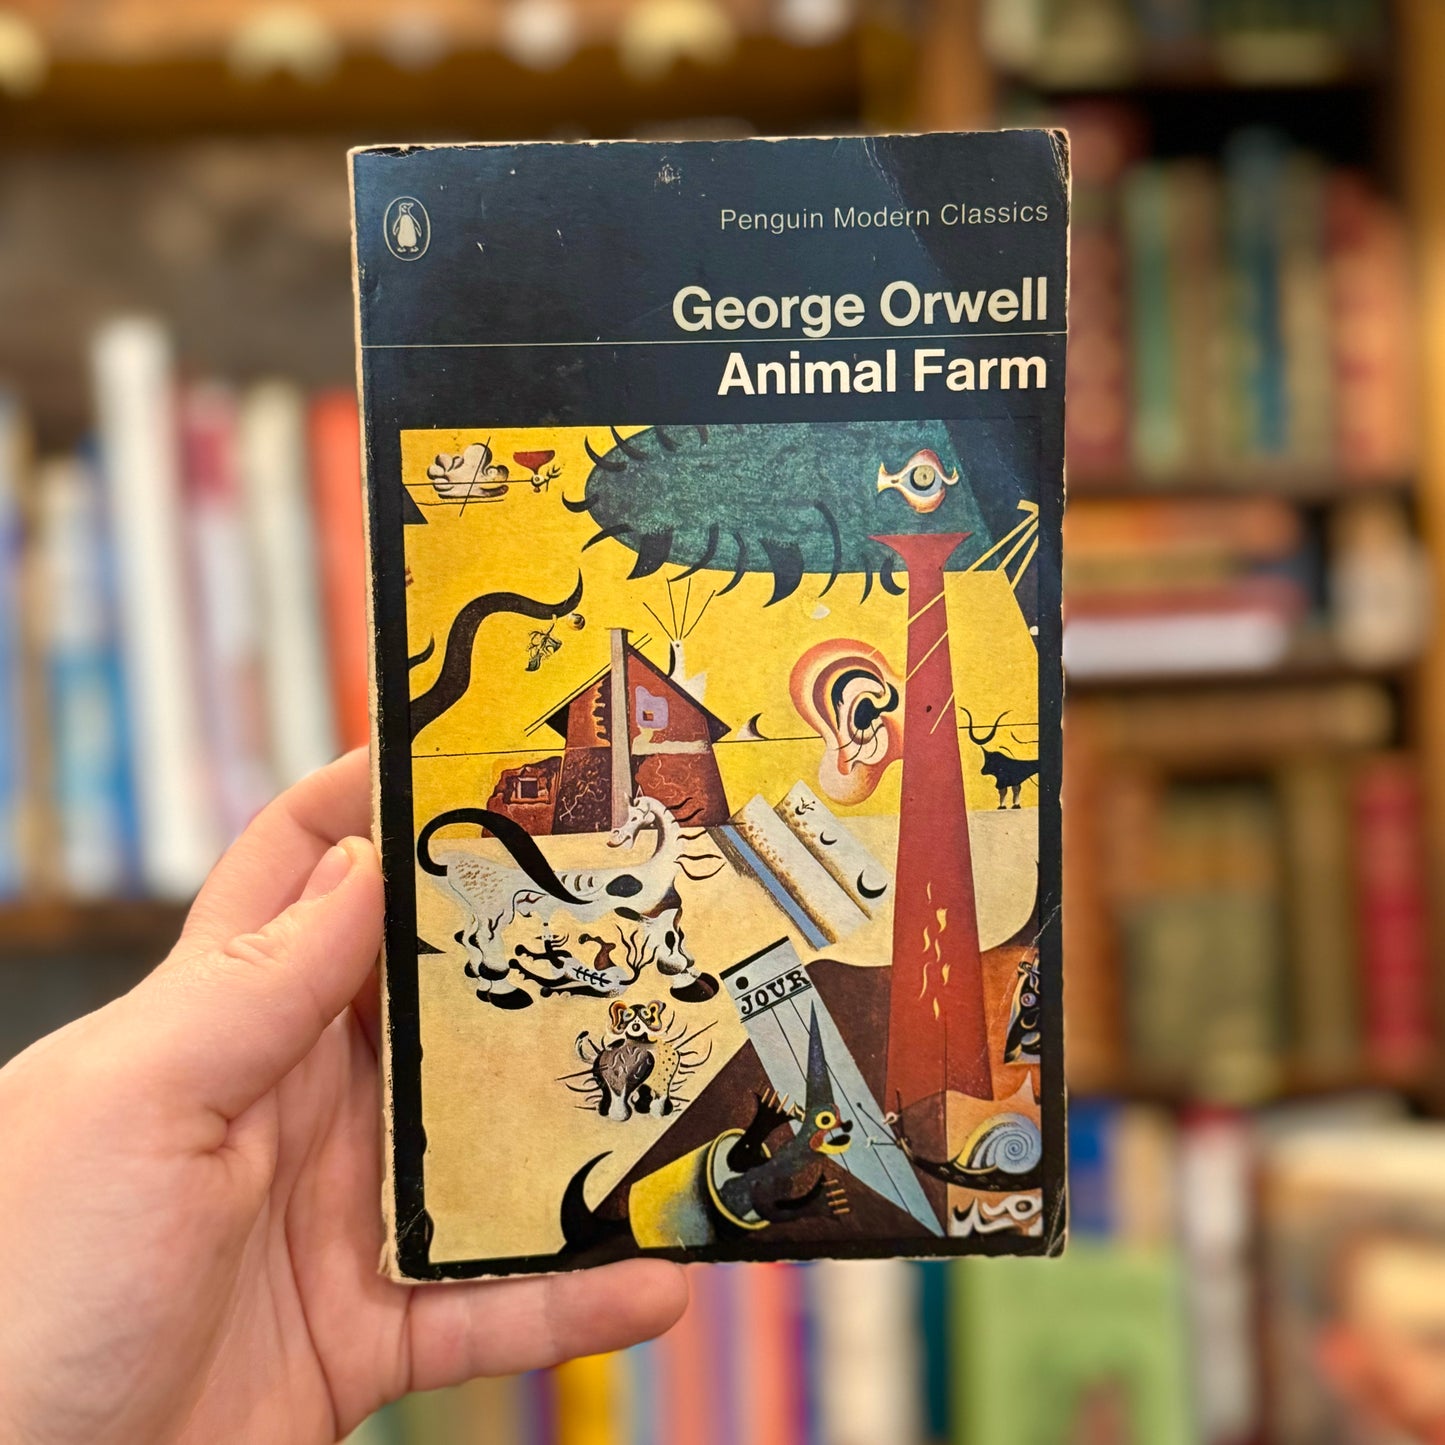 Penguin Modern Classics
George Orwell
Animal Farm
JOUR